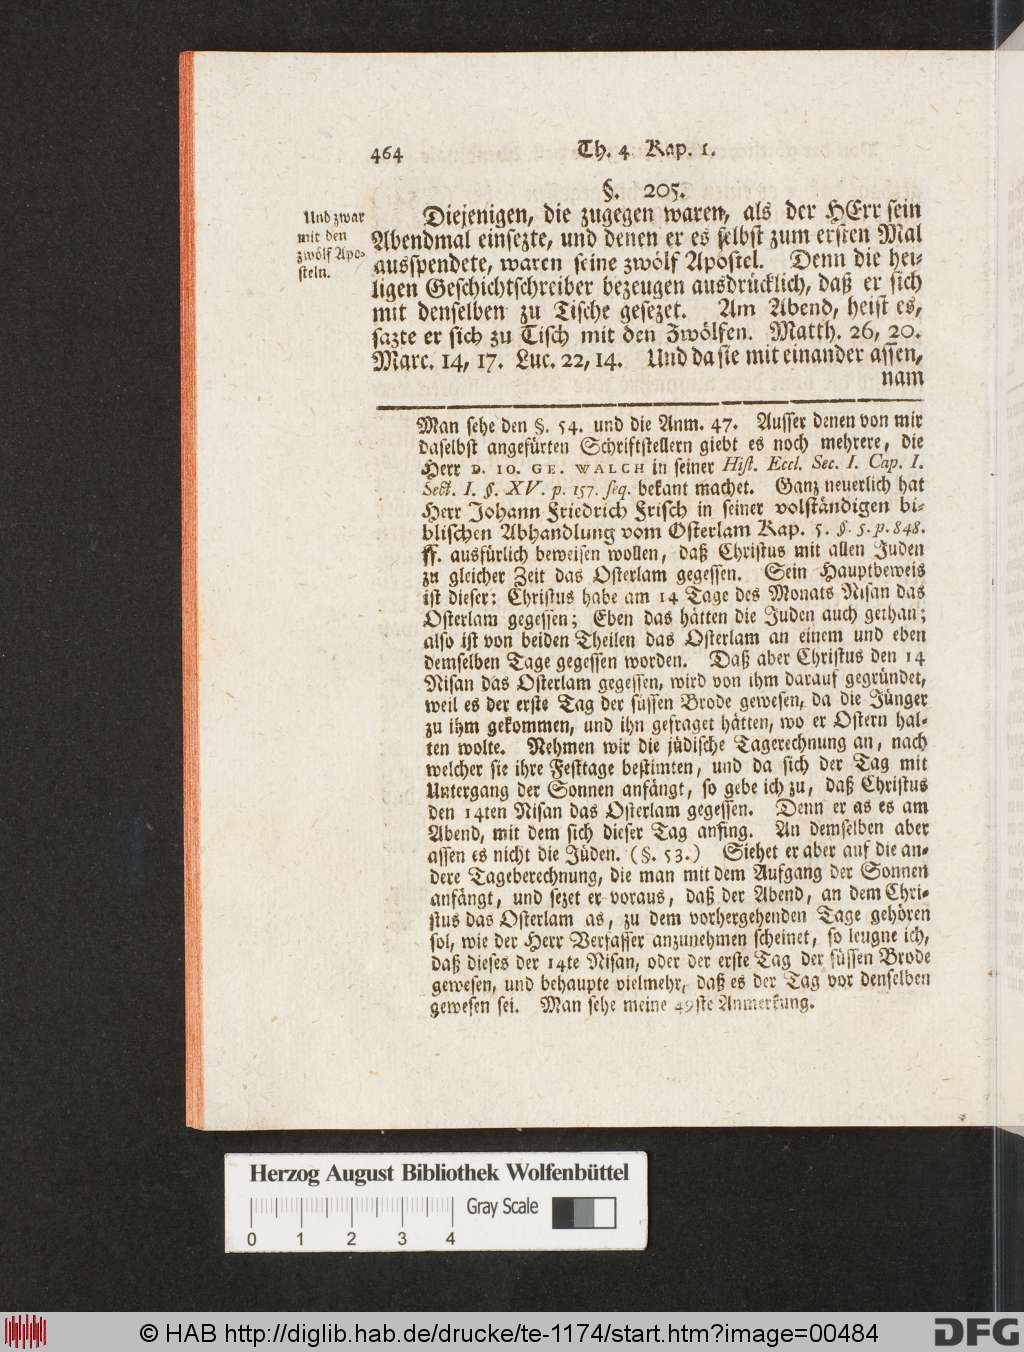 464 Th. 4 Kap. 1.
§. 205.
Und zwar
mit den
zwölf Apo-
steln.
Diejenigen, die zugegen waren, als der HErr sein
Abendmal einsezte, und denen er es selbst zum ersten Mal
ausspendete, waren seine zwölf Apostel. Denn die hei-
ligen Geschichtschreiber bezeugen ausdrücklich, daß er sich
mit denselben zu Tische gesezet. Am Abend, heist es,
sazte er sich zu Tisch mit den Zwölfen. Matth. 26, 20.
Marc. 14, 17. Luc. 22, 14. Und da sie mit einander assen,
nam
Man sehe den §. 54. und die Anm. 47. Ausser denen von mir
daselbst angefürten Schriftstellern giebt es noch mehrere, die
Herr D. IO. GE. WALCH in seiner Hist. Eccl. Sec. I. Cap. I.
Sect. I. §. XV. p. 157. seq. bekant machet. Ganz neuerlich hat
Herr Johann Friedrich Frisch in seiner volständigen bi-
blischen Abhandlung vom Osterlam Kap. 5. §. 5. p. 848.
ff. ausfürlich beweisen wollen, daß Christus mit allen Juden
zu gleicher Zeit das Osterlam gegessen. Sein Hauptbeweis
ist dieser: Christus habe am 14 Tage des Monats Nisan das
Osterlam gegessen; Eben das hätten die Juden auch gethan;
also ist von beiden Theilen das Osterlam an einem und eben
demselben Tage gegessen worden. Daß aber Christus den 14
Nisan das Osterlam gegessen, wird von ihm darauf gegründet,
weil es der erste Tag der süssen Brode gewesen, da die Jünger
zu ihm gekommen, und ihn gefraget hätten, wo er Ostern hal-
ten wolte. Nehmen wir die jüdische Tagerechnung an, nach
welcher sie ihre Festtage bestimten, und da sich der Tag mit
Untergang der Sonnen anfängt, so gebe ich zu, daß Christus
den 14ten Nisan das Osterlam gegessen. Denn er as es am
Abend, mit dem sich dieser Tag anfing. An demselben aber
assen es nicht die Jüden. (§. 53.) Siehet er aber auf die an-
dere Tageberechnung, die man mit dem Aufgang der Sonnen
anfängt, und sezet er voraus, daß der Abend, an dem Chri-
stus das Osterlam as, zu dem vorhergehenden Tage gehören
sol, wie der Herr Verfasser anzunehmen scheinet, so leugne ich,
daß dieses der 14te Nisan, oder der erste Tag der süssen Brode
gewesen, und behaupte vielmehr, daß es der Tag vor denselben
gewesen sei. Man sehe meine 49ste Anmerkung.
Herzog August Bibliothek Wolfenbüttel
Gray Scale
0 1 2 3 4
© HAB http://diglib.hab.de/drucke/te-1174/start.htm?image=00484
DFG